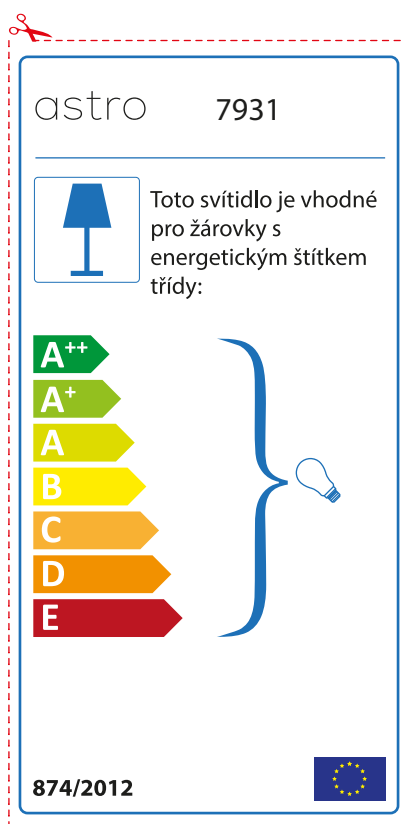 astro 7931
Toto svítidlo je vhodné
pro žárovky s
energetickým štítkem
třídy:
A++
A+
A
B
C
D
E
874/2012